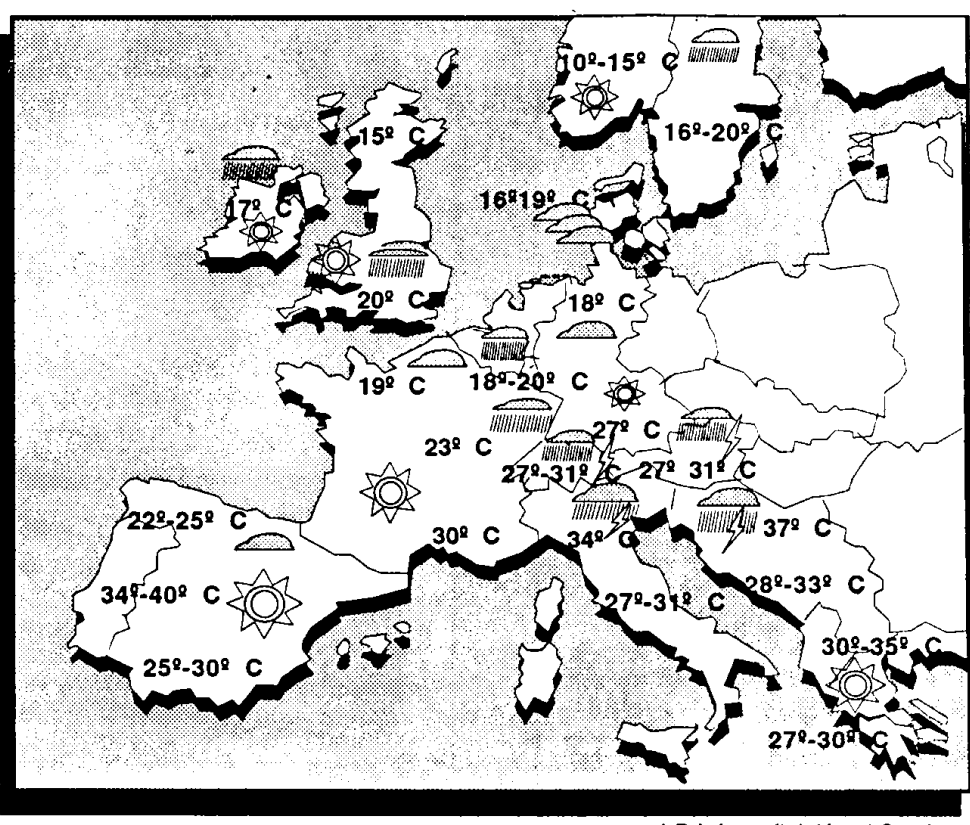 10º-15º C
15º C
16º-20º C
16º19º C
17º C
20º C
18º C
19º C
18º-20º C
27º C
23º C
27º-31º C
27º 31º C
22º-25º C
30º C
34º C
37º C
34º-40º C
27º-31º C
28º-33º C
25º-30º C
30º-35º C
27º-30º C